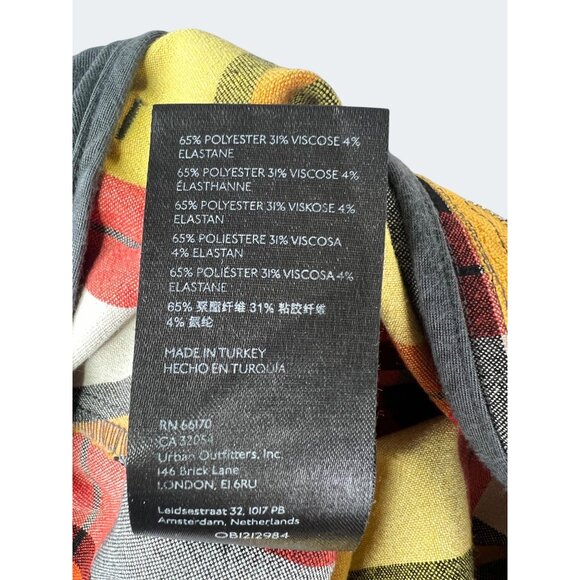 65% POLYESTER 31% VISCOSE 4%
ELASTANE
65% POLYESTER 31% VISCOSE 4%
ÉLASTHANNE
65% POLYESTER 31% VISKOSE 4%
ELASTAN
65% POLIESTERE 31% VISCOSA
4% ELASTAN
65% POLIÉSTER 31% VISCOSA 4%
ELASTANO
65% 聚酯纤维 31% 粘胶纤维
4% 氨纶
MADE IN TURKEY
HECHO EN TURQUÍA
RN 66170
CA 32054
Urban Outfitters, Inc.
146 Brick Lane
LONDON, E1 6RU
Leidsestraat 32, 1017 PB
Amsterdam, Netherlands
OB1212984